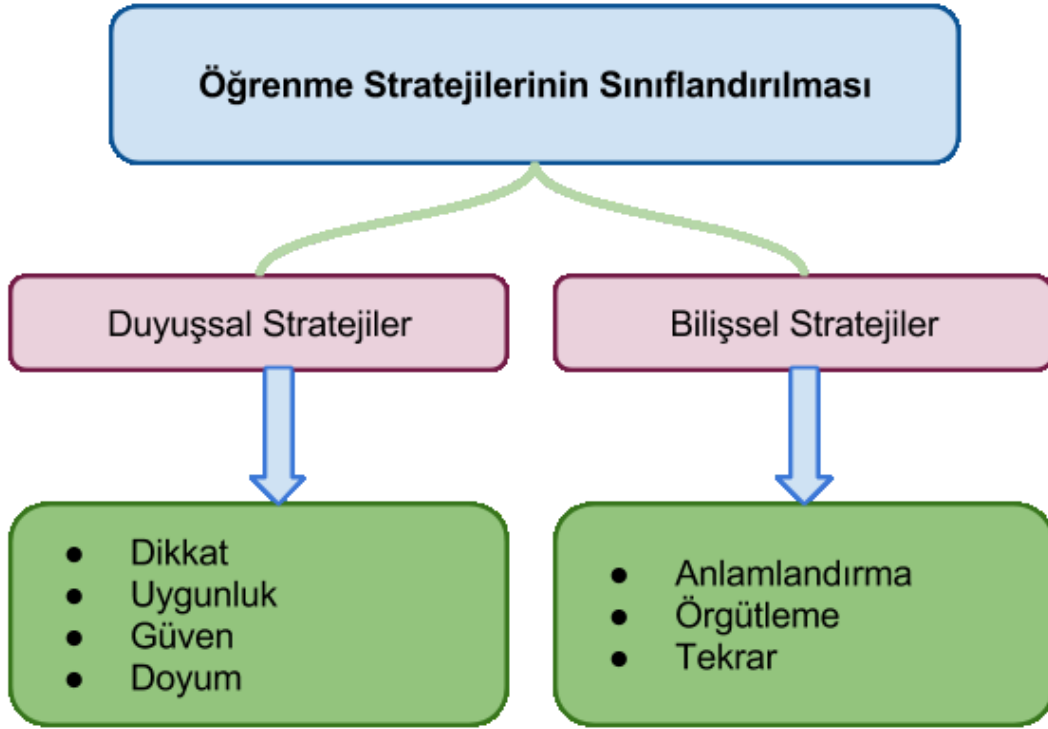 Öğrenme Stratejilerinin Sınıflandırılması
Duyuşsal Stratejiler
Bilişsel Stratejiler
● Dikkat
● Uygunluk
● Güven
● Doyum
● Anlamlandırma
● Örgütleme
● Tekrar